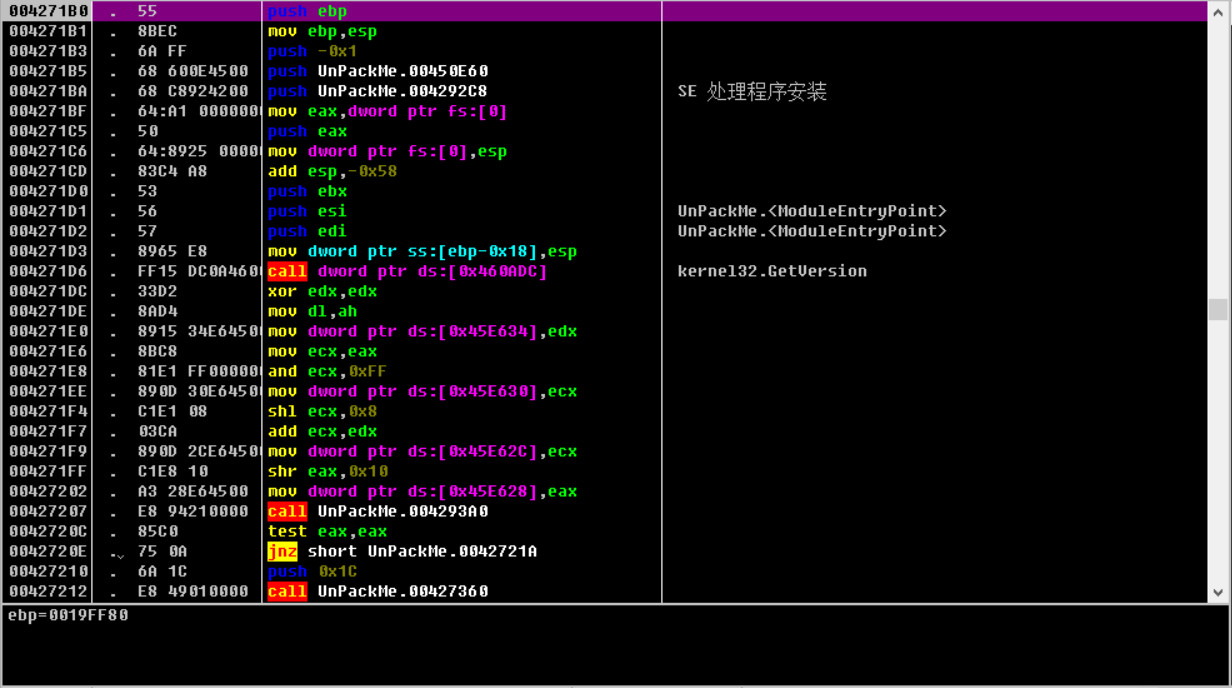 004271B0 . 55 push ebp
004271B1 . 8BEC mov ebp,esp
004271B3 . 6A FF push -0x1
004271B5 . 68 600E4500 push UnPackMe.00450E60
004271BA . 68 C8924200 push UnPackMe.004292C8 SE 处理程序安装
004271BF . 64:A1 0000000 mov eax,dword ptr fs:[0]
004271C5 . 50 push eax
004271C6 . 64:8925 0000 mov dword ptr fs:[0],esp
004271CD . 83C4 A8 add esp,-0x58
004271D0 . 53 push ebx
004271D1 . 56 push esi UnPackMe.<ModuleEntryPoint>
004271D2 . 57 push edi UnPackMe.<ModuleEntryPoint>
004271D3 . 8965 E8 mov dword ptr ss:[ebp-0x18],esp
004271D6 . FF15 DC0A460 call dword ptr ds:[0x460ADC] kernel32.GetVersion
004271DC . 33D2 xor edx,edx
004271DE . 8AD4 mov dl,ah
004271E0 . 8915 34E6450 mov dword ptr ds:[0x45E634],edx
004271E6 . 8BC8 mov ecx,eax
004271E8 . 81E1 FF00000 and ecx,0xFF
004271EE . 890D 30E6450 mov dword ptr ds:[0x45E630],ecx
004271F4 . C1E1 08 shl ecx,0x8
004271F7 . 03CA add ecx,edx
004271F9 . 890D 2CE6450 mov dword ptr ds:[0x45E62C],ecx
004271FF . C1E8 10 shr eax,0x10
00427202 . A3 28E64500 mov dword ptr ds:[0x45E628],eax
00427207 . E8 94210000 call UnPackMe.004293A0
0042720C . 85C0 test eax,eax
0042720E . 75 0A jnz short UnPackMe.0042721A
00427210 . 6A 1C push 0x1C
00427212 . E8 49010000 call UnPackMe.00427360
ebp=0019FF80